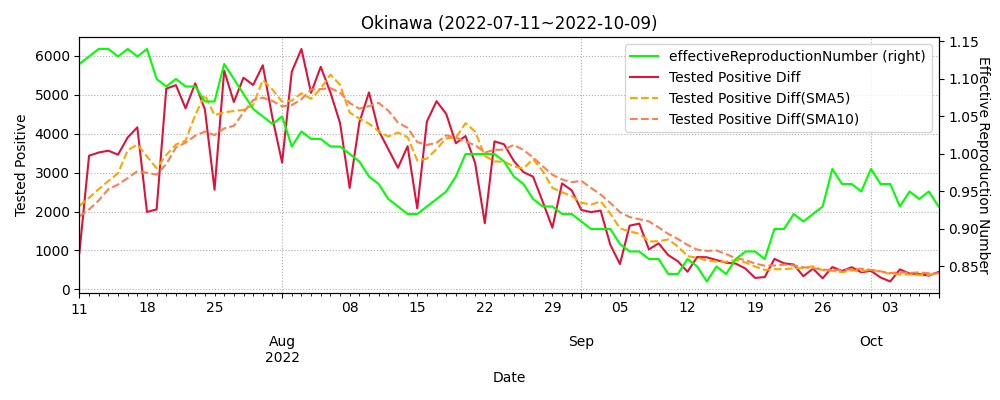 Okinawa (2022-07-11~2022-10-09)
effectiveReproductionNumber (right)
Tested Positive Diff
Tested Positive Diff(SMA5)
Tested Positive Diff(SMA10)
Tested Positive
6000
5000
4000
3000
2000
1000
0
1.15
1.10
1.05
1.00
0.95
0.90
0.85
Effective Reproduction Number
11 18 25 08 15 22 29 05 12 19 26 03
Aug Sep Oct
2022
Date